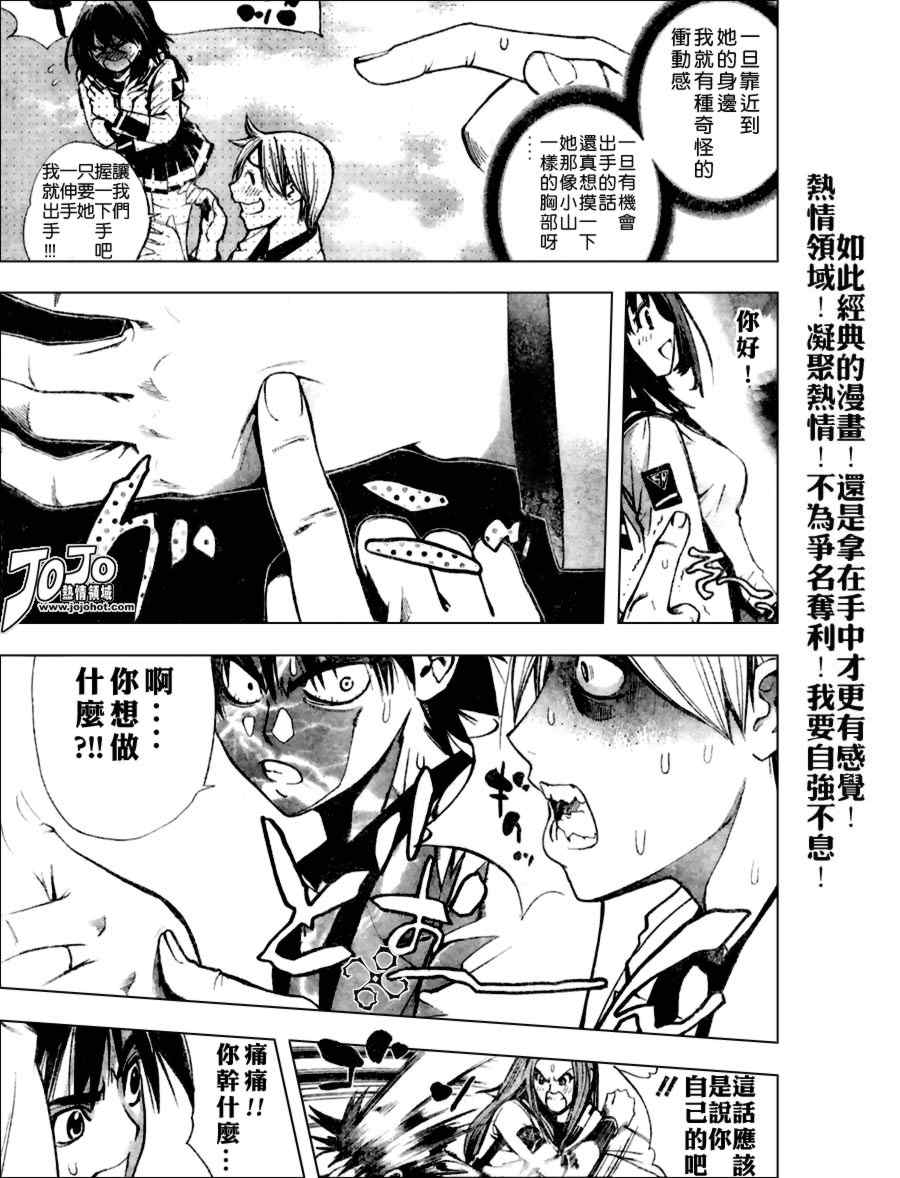 一旦靠近到
她的身邊
我就有種奇怪的
衝動感
一旦有機會
出手的話
還真想摸一下
她那像小山
一樣的胸部呀
…
讓我們
握一下手吧
只要她
一伸手
我就出手!!!
你好!
啊‥‥
你想做
什麼?!!
ギギギ
這話應該
是說你
自己的吧
!!
痛痛!!
你幹什麼…
如此經典的漫畫！還是拿在手中才更有感覺！
熱情領域！凝聚熱情！不為爭名奪利！我要自強不息！
JOJO
熱情領域
www.jojohot.com